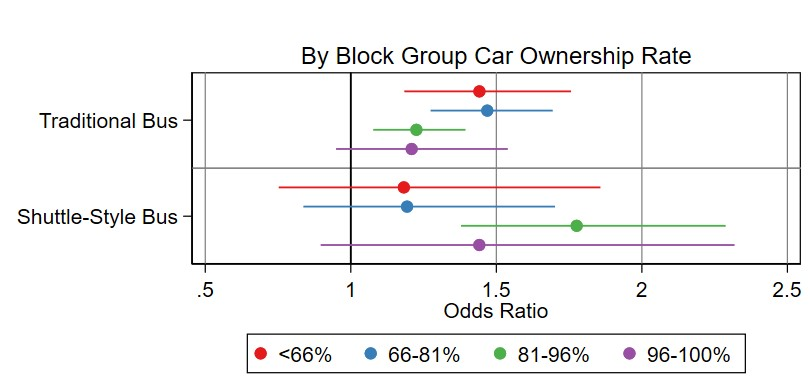 By Block Group Car Ownership Rate
Traditional Bus
Shuttle-Style Bus
.5 1 1.5 2 2.5
Odds Ratio
<66% 66-81% 81-96% 96-100%